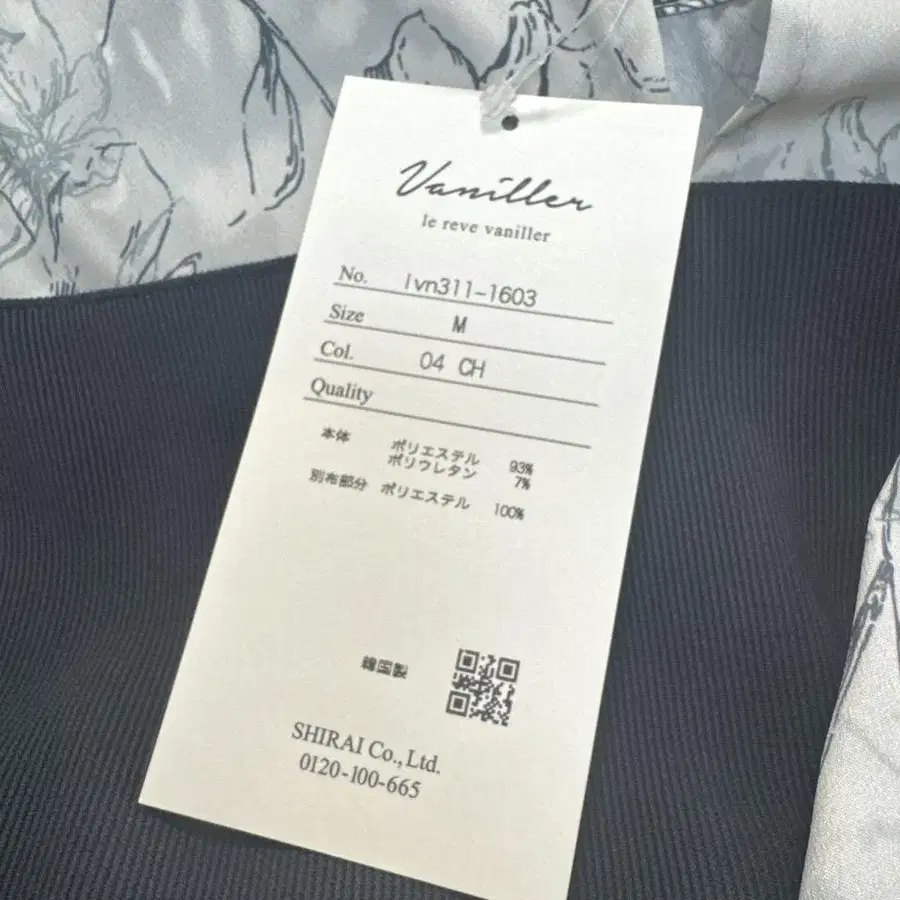 Vaniller
le reve vaniller
No. lvn311-1603
Size M
Col. 04 CH
Quality
本体 ポリエステル 93%
ポリウレタン 7%
別布部分 ポリエステル 100%
韓国製
SHIRAI Co., Ltd.
0120-100-665